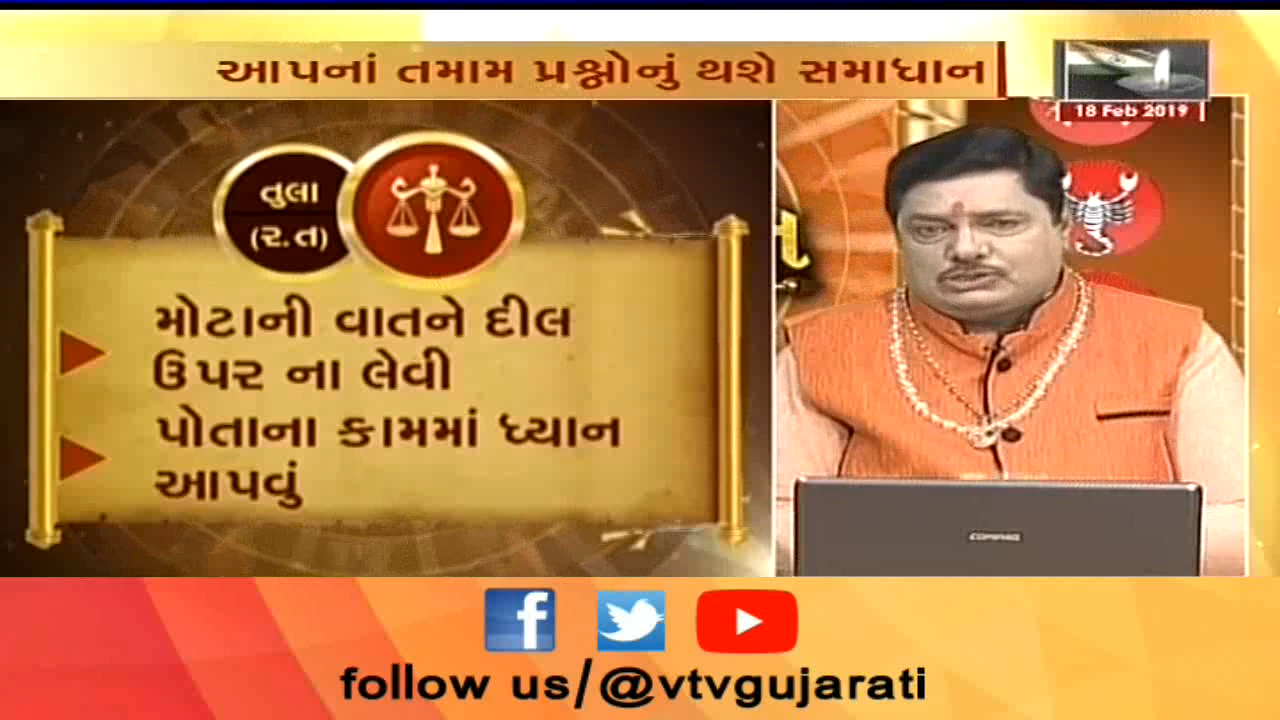 આપનાં તમામ પ્રશ્નોનું થશે સમાધાન
18 Feb 2019
તુલા
(ર.ત)
મોટાની વાતને દીલ
ઉપર ના લેવી
પોતાના કામમાં ધ્યાન
આપવું
COMPAQ
follow us/@vtvgujarati